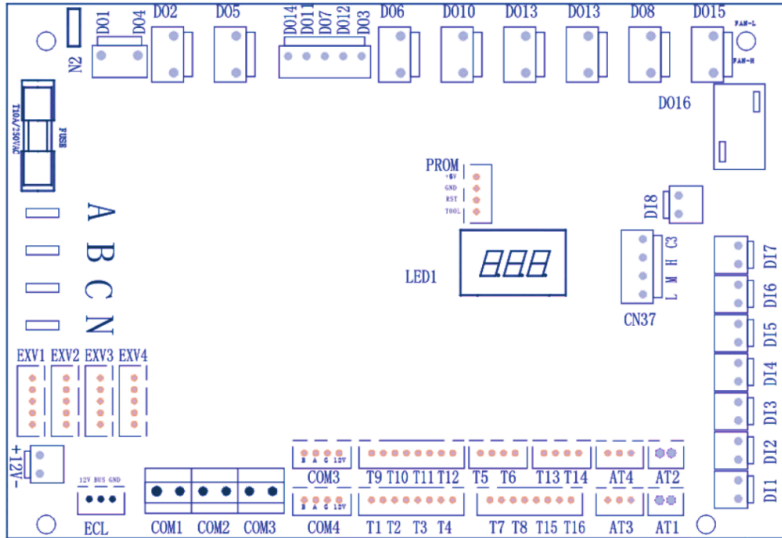 DO1
DO4
DO2
DO5
DO14
DO11
DO7
DO12
DO3
DO6
DO10
DO13
DO13
DO8
DO15
FAN-L
FAN-H
N2
DO16
T10A/250VAC
FUSE
PROM
+5V
GND
RST
TOOL
DI8
A
B
C
N
LED1
C3
H
M
L
CN37
DI7
DI6
DI5
DI4
DI3
DI2
DI1
EXV1 EXV2 EXV3 EXV4
+12V-
B A G 12V
COM3
T9 T10 T11 T12
T5 T6
T13 T14
AT4
AT2
12V BUS GND
ECL
COM1 COM2 COM3
B A G 12V
COM4
T1 T2 T3 T4
T7 T8 T15 T16
AT3
AT1